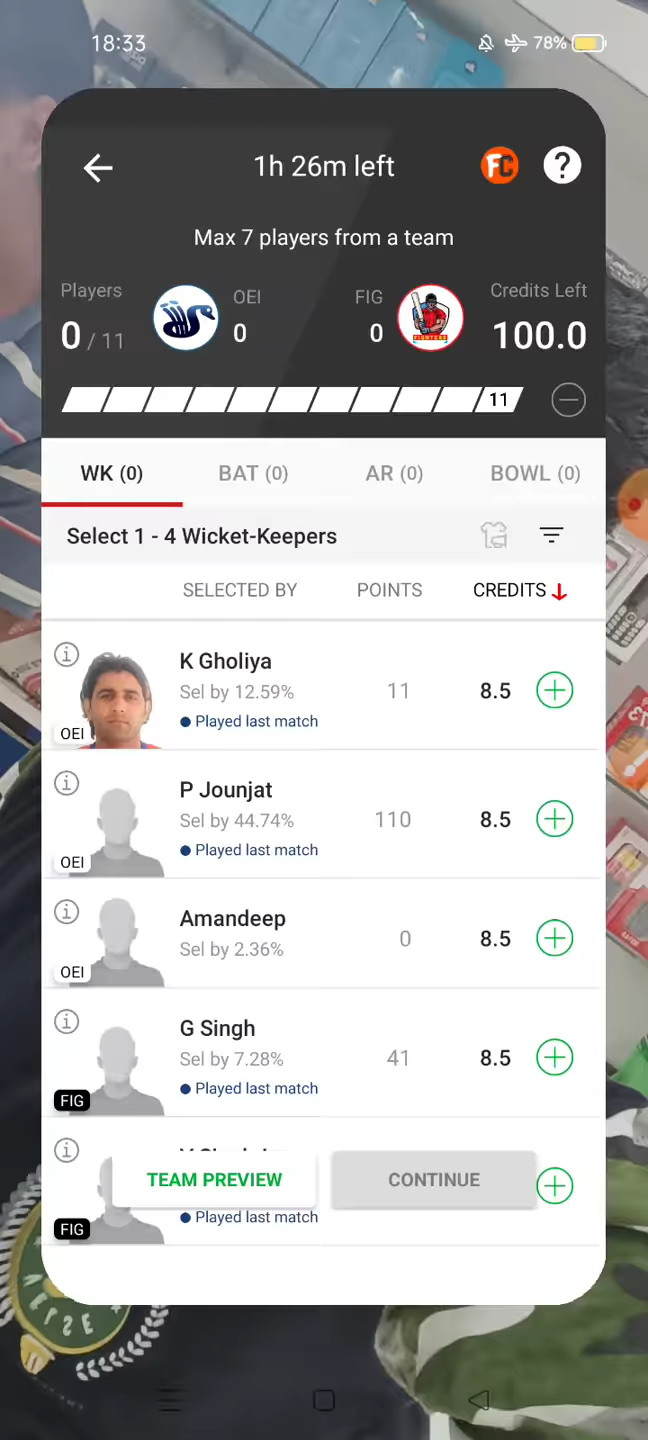 18:33
78%
1h 26m left
FC
?
Max 7 players from a team
Players
OEI
FIG
Credits Left
0 / 11
0
0
100.0
FIGHTERS
11
WK (0)
BAT (0)
AR (0)
BOWL (0)
Select 1 - 4 Wicket-Keepers
SELECTED BY
POINTS
CREDITS
K Gholiya
Sel by 12.59%
11
8.5
Played last match
OEI
P Jounjat
Sel by 44.74%
110
8.5
Played last match
OEI
Amandeep
Sel by 2.36%
0
8.5
OEI
G Singh
Sel by 7.28%
41
8.5
Played last match
FIG
TEAM PREVIEW
CONTINUE
Played last match
FIG